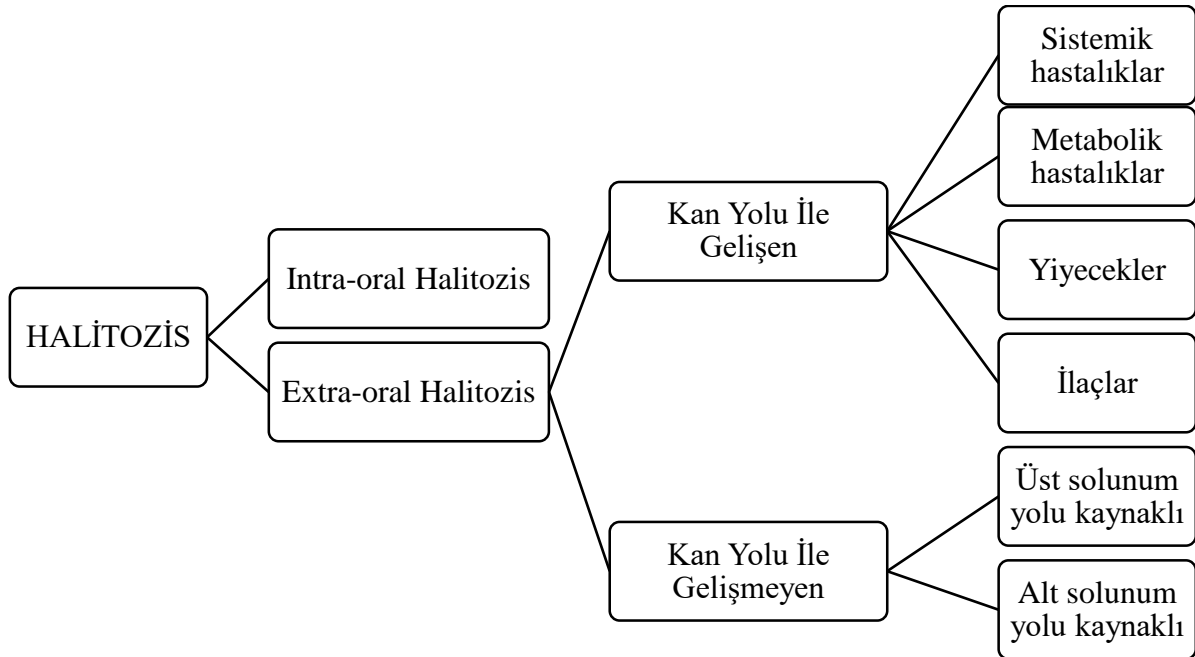 HALİTOZİS
Intra-oral Halitozis
Extra-oral Halitozis
Kan Yolu İle
Gelişen
Kan Yolu İle
Gelişmeyen
Sistemik
hastalıklar
Metabolik
hastalıklar
Yiyecekler
İlaçlar
Üst solunum
yolu kaynaklı
Alt solunum
yolu kaynaklı